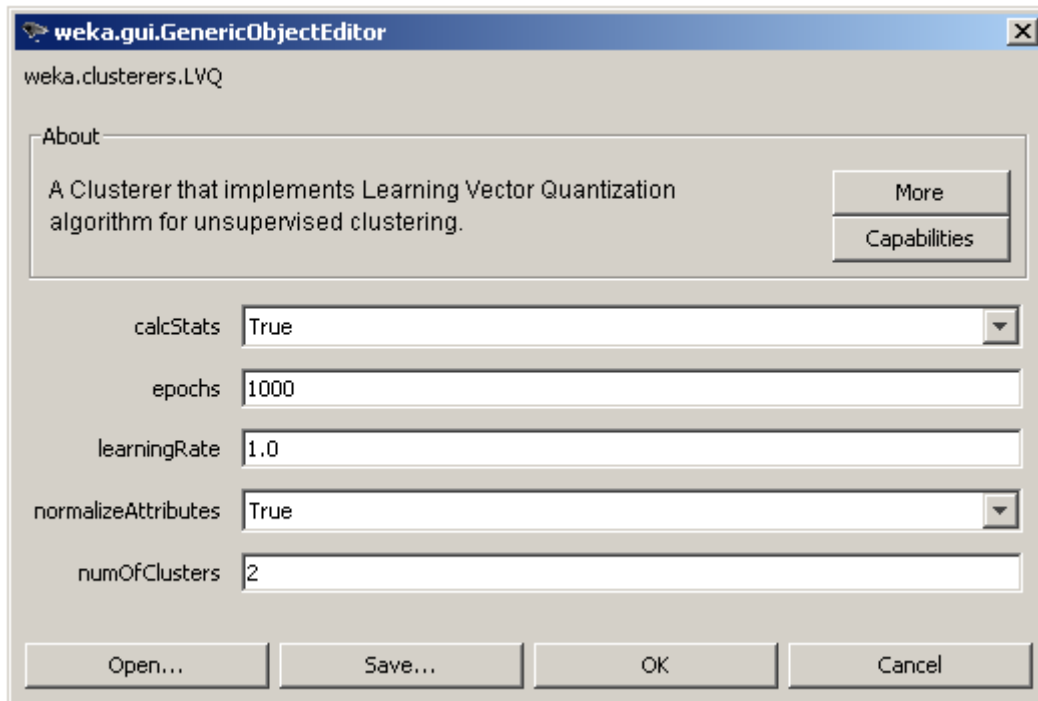 weka.gui.GenericObjectEditor
weka.clusterers.LVQ
About
A Clusterer that implements Learning Vector Quantization
algorithm for unsupervised clustering.
More
Capabilities
calcStats True
epochs 1000
learningRate 1.0
normalizeAttributes True
numOfClusters 2
Open... Save... OK Cancel